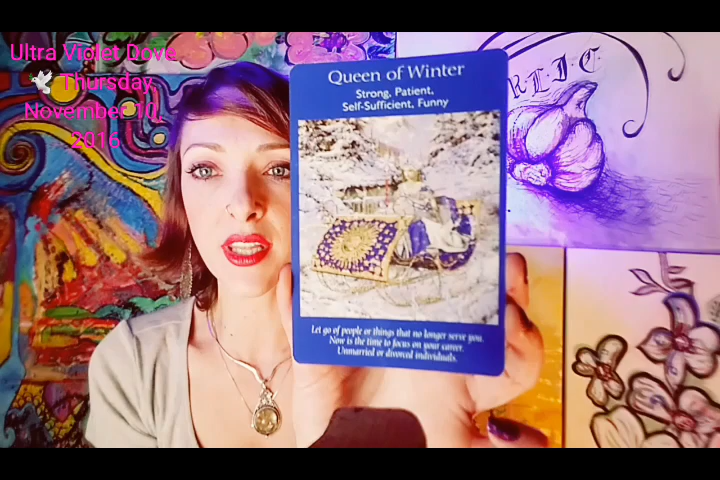 Ultra Violet Dove
🕊 Thursday,
November 10,
2016
Queen of Winter
Strong, Patient,
Self-Sufficient, Funny
Let go of people or things that no longer serve you.
Now is the time to focus on your career.
Unmarried or divorced individuals.
R.L.I.C